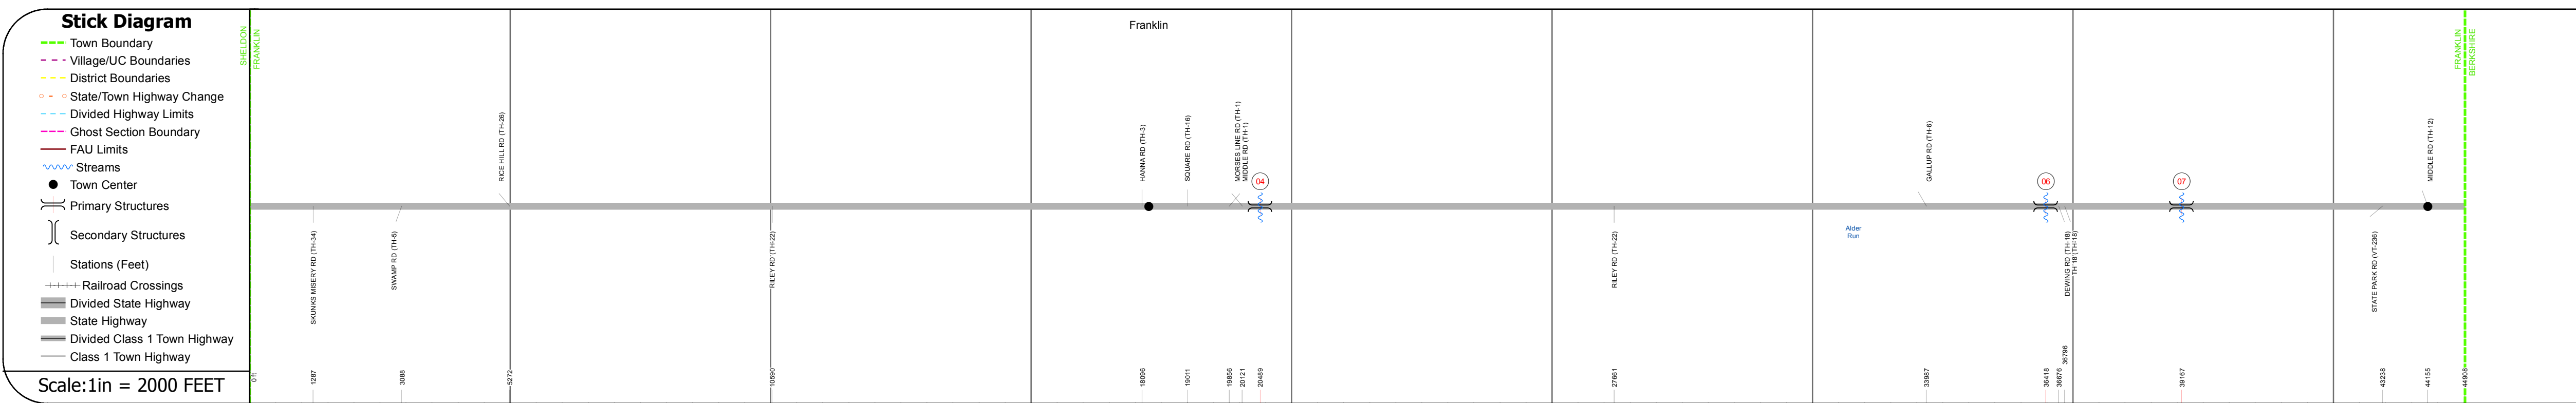 Stick Diagram
Town Boundary
Village/UC Boundaries
District Boundaries
State/Town Highway Change
Divided Highway Limits
Ghost Section Boundary
FAU Limits
Streams
Town Center
Primary Structures
Secondary Structures
Stations (Feet)
Railroad Crossings
Divided State Highway
State Highway
Divided Class 1 Town Highway
Class 1 Town Highway
Scale:1in = 2000 FEET
SHELDON
FRANKLIN
Franklin
FRANKLIN
BERKSHIRE
RICE HILL RD (TH-26)
HANNA RD (TH-3)
SQUARE RD (TH-16)
MORSES LINE RD (TH-1)
MIDDLE RD (TH-1)
04
GALLUP RD (TH-6)
06
07
MIDDLE RD (TH-12)
SKUNKS MISERY RD (TH-34)
SWAMP RD (TH-5)
RILEY RD (TH-22)
RILEY RD (TH-22)
Alder
Run
DEWING RD (TH-18)
TH 18 (TH-18)
STATE PARK RD (VT-236)
0 ft
1287
3088
5272
10590
18096
19011
19856
20121
20489
27661
33987
36418
36676
36796
39167
43238
44155
44908